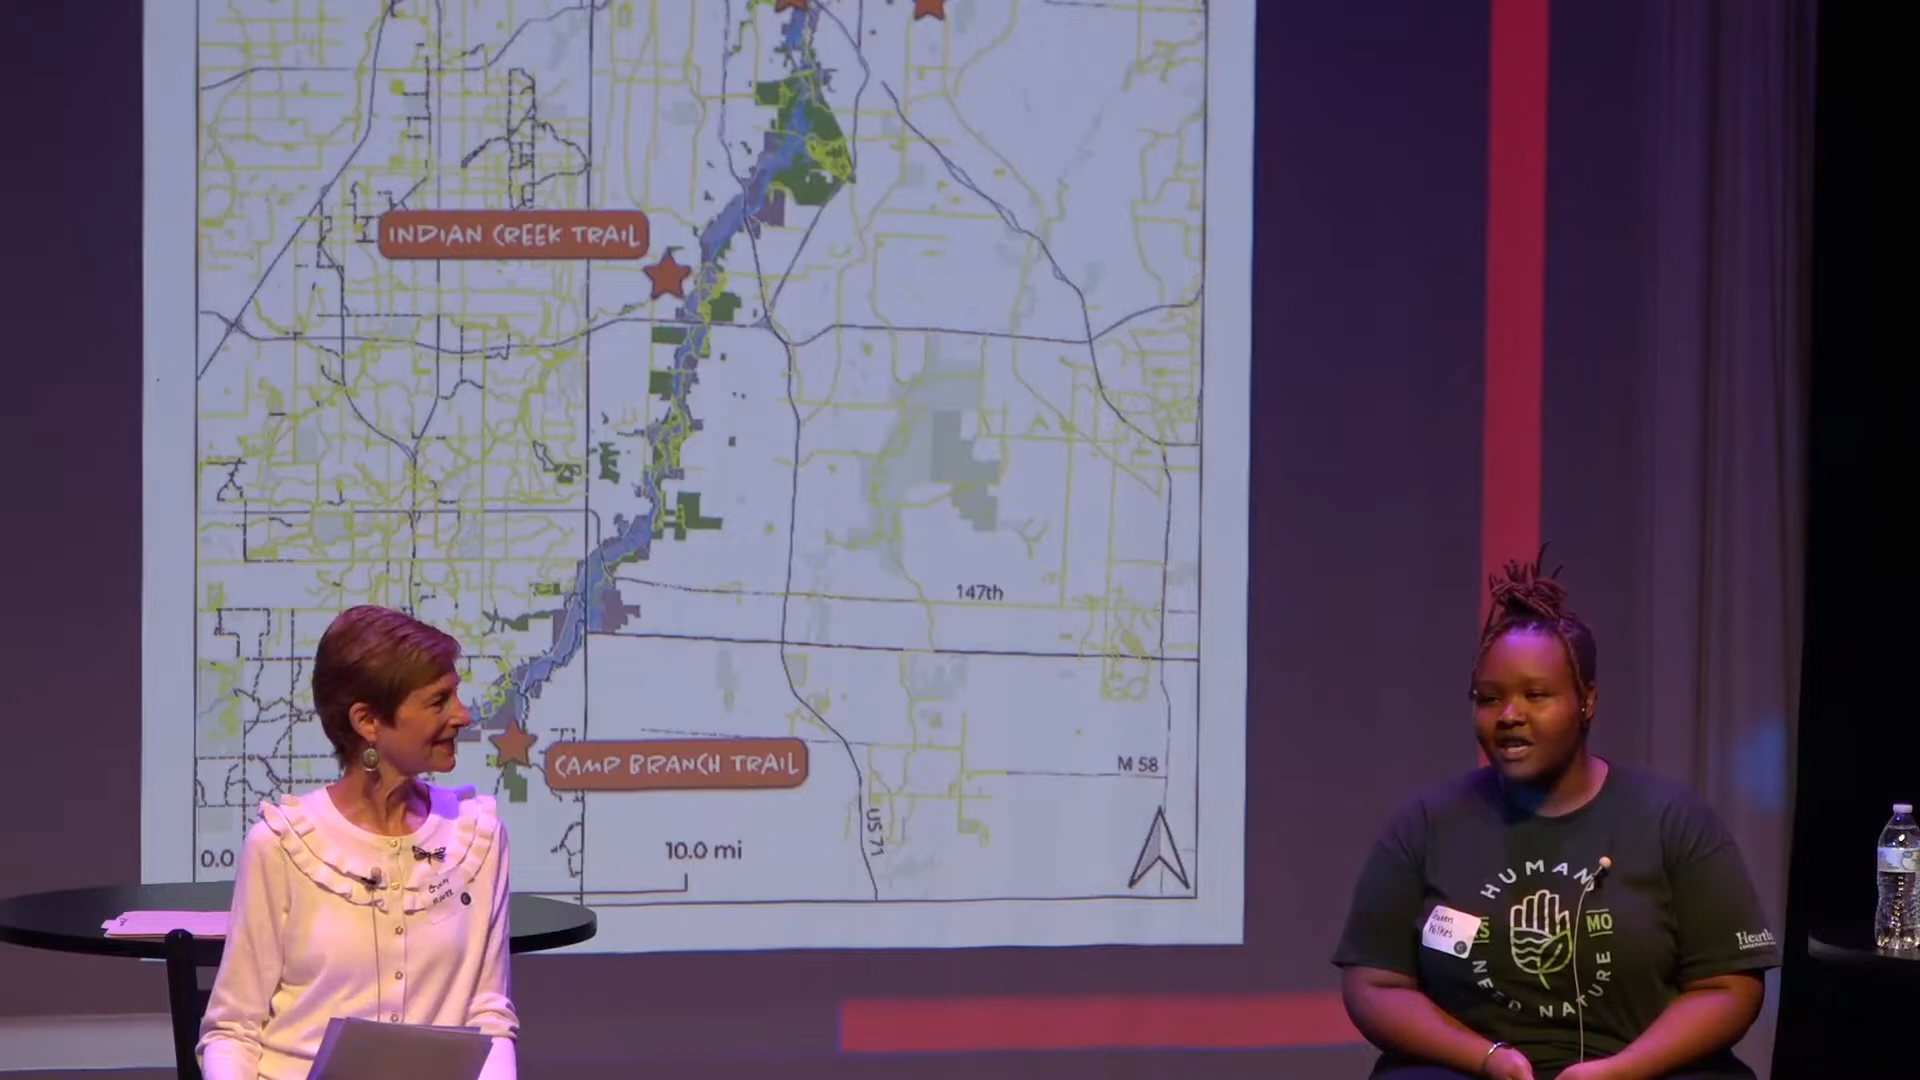 INDIAN CREEK TRAIL
147th
CAMP BRANCH TRAIL
M 58
US 71
10.0 mi
0.0
HUMANS
NEED NATURE
MO
Wilkes